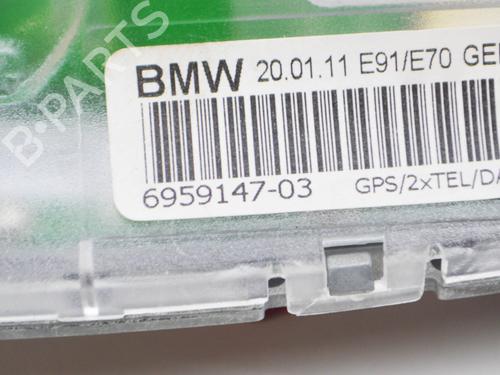 B-PARTS
BMW 20.01.11 E91/E70 GE
6959147-03 GPS/2xTEL/DA